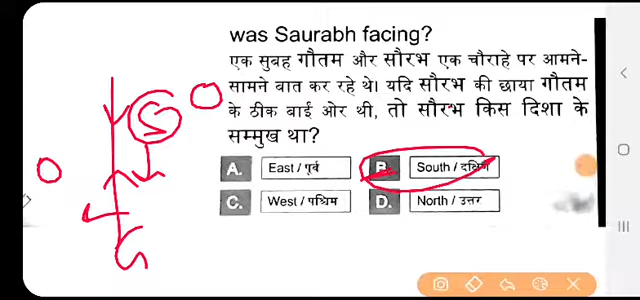 was Saurabh facing?
एक सुबह गौतम और सौरभ एक चौराहे पर आमने-
सामने बात कर रहे थे। यदि सौरभ की छाया गौतम
के ठीक बाई ओर थी, तो सौरभ किस दिशा के
सम्मुख था?
A. East / पूर्व
B. South / दक्षिण
C. West / पश्चिम
D. North / उत्तर
S
G